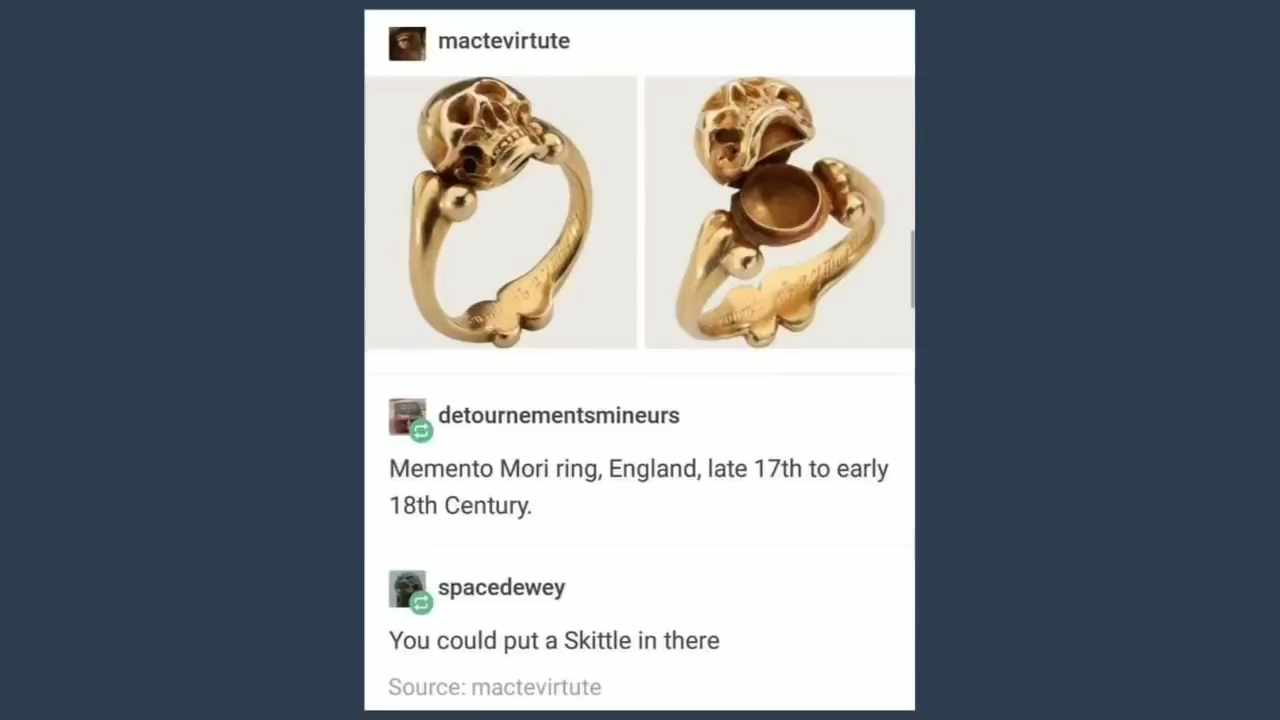 mactevirtute
detournementsmineurs
Memento Mori ring, England, late 17th to early
18th Century.
spacedewey
You could put a Skittle in there
Source: mactevirtute